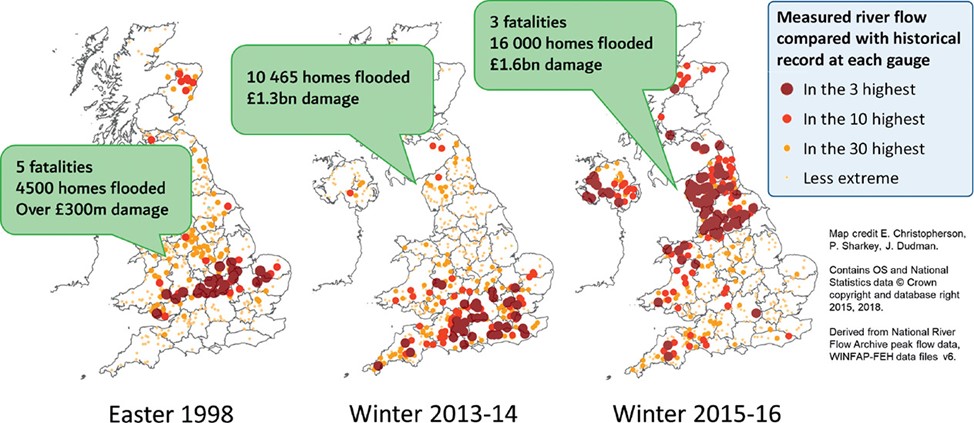 5 fatalities
4500 homes flooded
Over £300m damage
10 465 homes flooded
£1.3bn damage
3 fatalities
16 000 homes flooded
£1.6bn damage
Measured river flow
compared with historical
record at each gauge
In the 3 highest
In the 10 highest
In the 30 highest
Less extreme
Map credit E. Christopherson,
P. Sharkey, J. Dudman.
Contains OS and National
Statistics data © Crown
copyright and database right
2015, 2018.
Derived from National River
Flow Archive peak flow data,
WINFAP-FEH data files v6.
Easter 1998
Winter 2013-14
Winter 2015-16